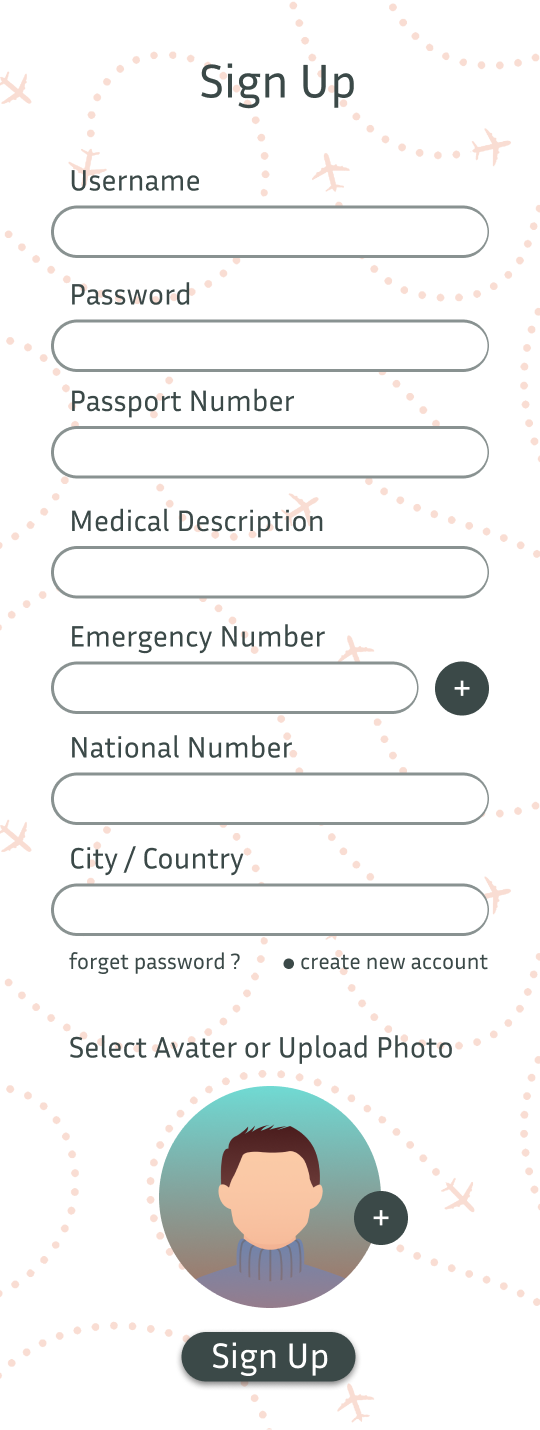 Sign Up
Username
Password
Passport Number
Medical Description
Emergency Number
+
National Number
City / Country
forget password ? ● create new account
Select Avater or Upload Photo
+
Sign Up